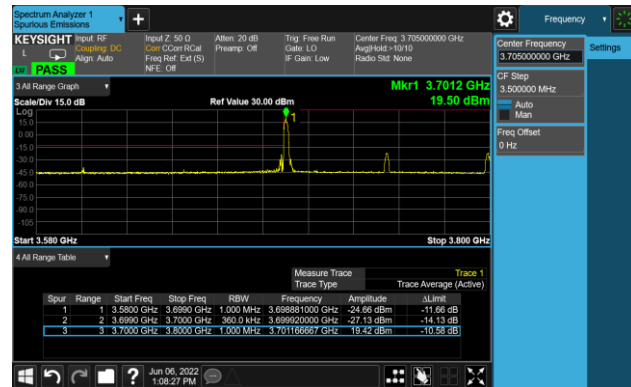 Spectrum Analyzer 1
Spurious Emissions
+
Frequency
KEYSIGHT
L
PASS
Input: RF
Coupling: DC
Align: Auto
Input Z: 50 Ω
Corr CCorr RCal
Freq Ref: Ext (S)
NFE: Off
Atten: 20 dB
Preamp: Off
Trig: Free Run
Gate: LO
IF Gain: Low
Center Freq: 3.705000000 GHz
Avg|Hold:>10/10
Radio Std: None
Center Frequency
3.705000000 GHz
Settings
CF Step
3.500000 MHz
Auto
Man
Freq Offset
0 Hz
3 All Range Graph
Mkr1 3.7012 GHz
Scale/Div 15.0 dB
Ref Value 30.00 dBm
19.50 dBm
Log
15.0
0.00
-15.0
-30.0
-45.0
-60.0
-75.0
-90.0
-105
1
Start 3.580 GHz
Stop 3.800 GHz
4 All Range Table
Measure Trace Trace 1
Trace Type Trace Average (Active)
Spur Range Start Freq Stop Freq RBW Frequency Amplitude ΔLimit
1 1 3.5800 GHz 3.6990 GHz 1.000 MHz 3.698881000 GHz -24.66 dBm -11.66 dB
2 2 3.6990 GHz 3.7000 GHz 360.0 kHz 3.699920000 GHz -27.13 dBm -14.13 dB
3 3 3.7000 GHz 3.8000 GHz 1.000 MHz 3.701166667 GHz 19.42 dBm -10.58 dB
?
Jun 06, 2022
1:08:27 PM